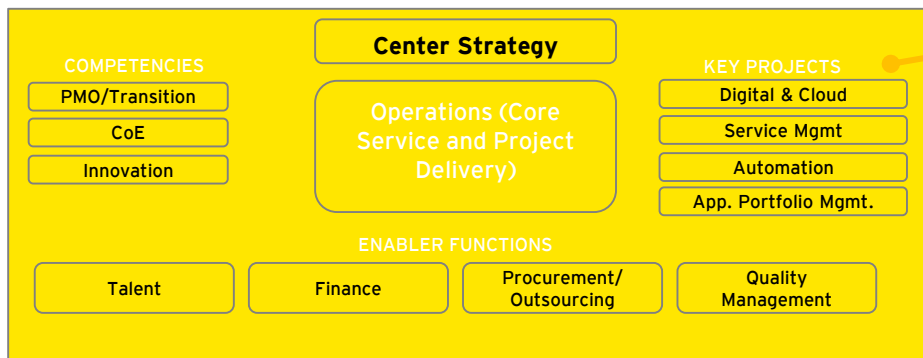 Center Strategy
COMPETENCIES
PMO/Transition
CoE
Innovation
Operations (Core
Service and Project
Delivery)
KEY PROJECTS
Digital & Cloud
Service Mgmt
Automation
App. Portfolio Mgmt.
ENABLER FUNCTIONS
Talent
Finance
Procurement/
Outsourcing
Quality
Management